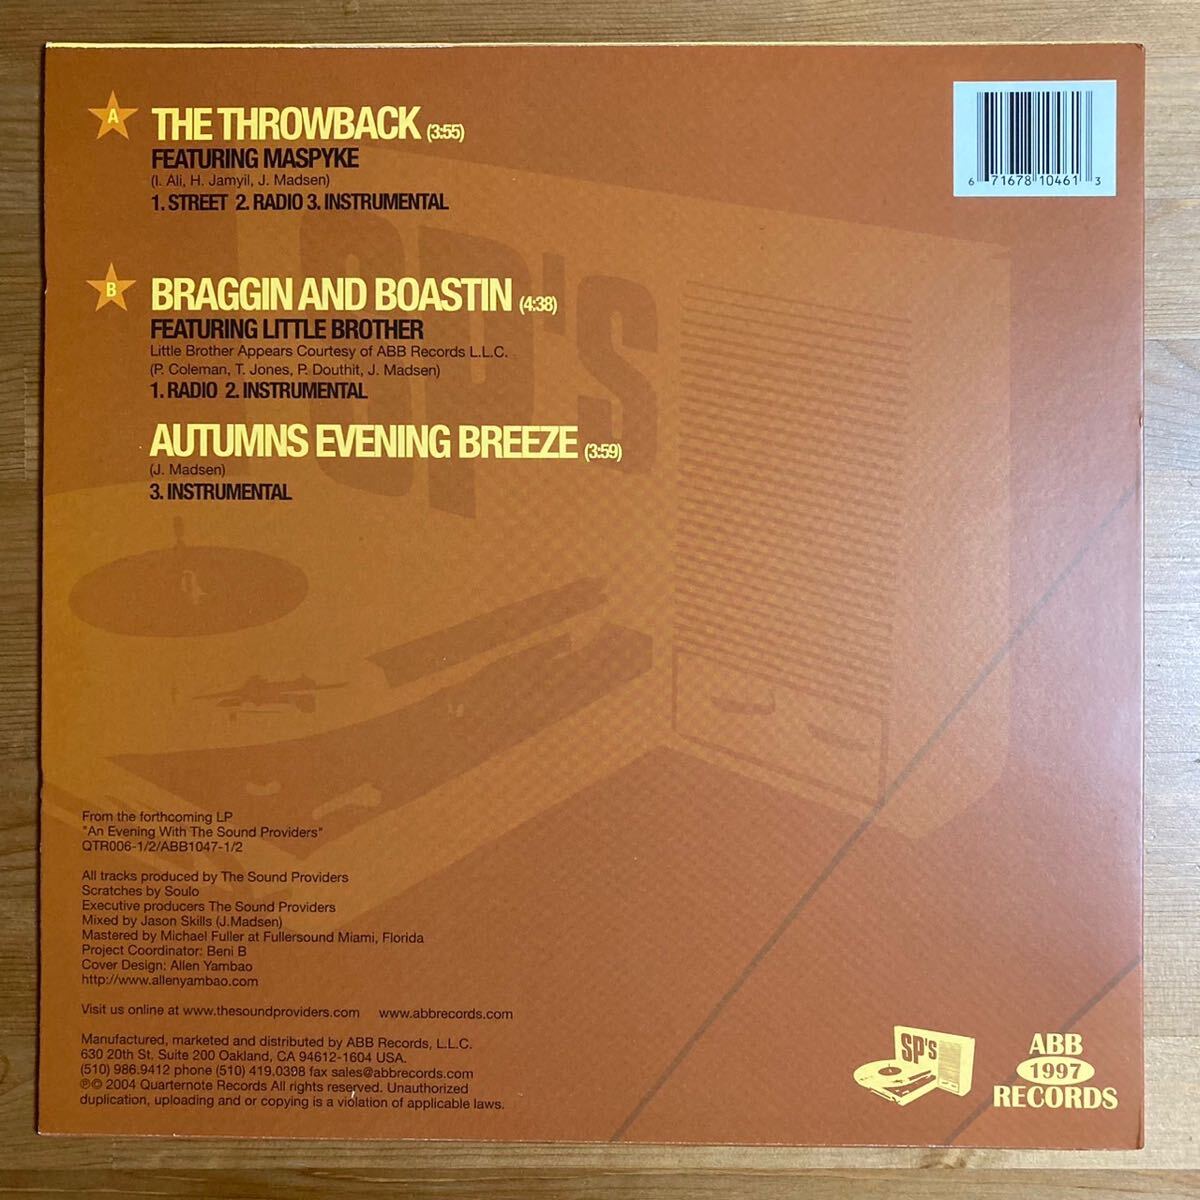 A
THE THROWBACK (3:55)
FEATURING MASPYKE
(I. Ali, H. Jamyil, J. Madsen)
1. STREET 2. RADIO 3. INSTRUMENTAL
6 71678 10461 3
B
BRAGGIN AND BOASTIN (4:38)
FEATURING LITTLE BROTHER
Little Brother Appears Courtesy of ABB Records L.L.C.
(P. Coleman, T. Jones, P. Douthit, J. Madsen)
1. RADIO 2. INSTRUMENTAL
AUTUMNS EVENING BREEZE (3:59)
(J. Madsen)
3. INSTRUMENTAL
SP'S
From the forthcoming LP
"An Evening With The Sound Providers"
QTR006-1/2/ABB1047-1/2
All tracks produced by The Sound Providers
Scratches by Soulo
Executive producers The Sound Providers
Mixed by Jason Skills (J.Madsen)
Mastered by Michael Fuller at Fullersound Miami, Florida
Project Coordinator: Beni B
Cover Design: Allen Yambao
http://www.allenyambao.com
Visit us online at www.thesoundproviders.com www.abbrecords.com
Manufactured, marketed and distributed by ABB Records, L.L.C.
630 20th St. Suite 200 Oakland, CA 94612-1604 USA.
(510) 986.9412 phone (510) 419.0398 fax sales@abbrecords.com
℗© 2004 Quarternote Records All rights reserved. Unauthorized
duplication, uploading and or copying is a violation of applicable laws.
SP'S
ABB
1997
RECORDS